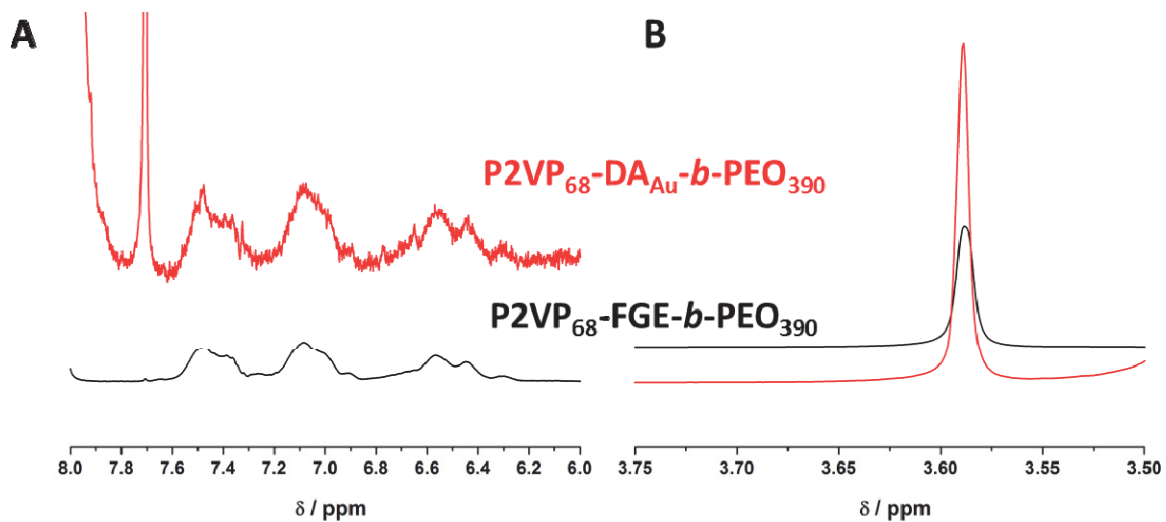 A
B
P2VP68-DAAu-b-PEO390
P2VP68-FGE-b-PEO390
8.0 7.8 7.6 7.4 7.2 7.0 6.8 6.6 6.4 6.2 6.0
3.75 3.70 3.65 3.60 3.55 3.50
δ / ppm
δ / ppm